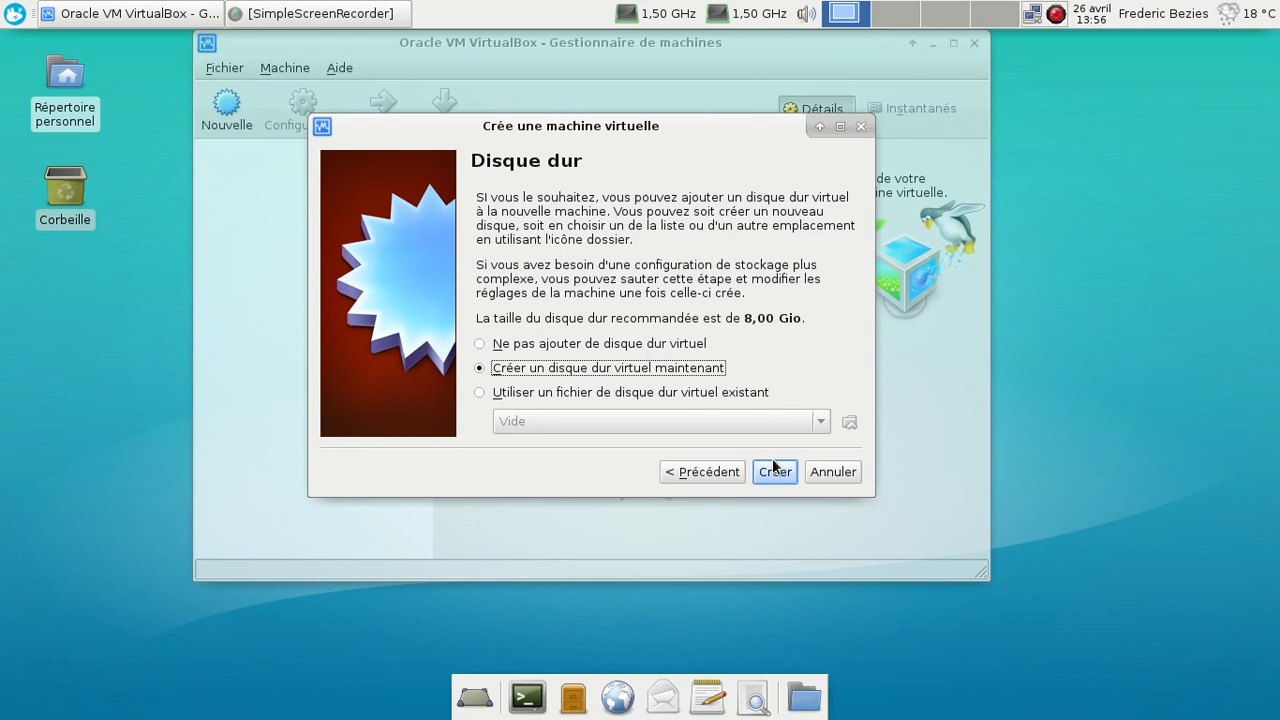 Oracle VM VirtualBox - G...
[SimpleScreenRecorder]
1,50 GHz
1,50 GHz
26 avril
13:56
Frederic Bezies
18 °C
Répertoire
personnel
Corbeille
Oracle VM VirtualBox - Gestionnaire de machines
Fichier
Machine
Aide
Nouvelle
Configu
Détails
Instantanés
de votre
ine virtuelle.
Crée une machine virtuelle
Disque dur
SI vous le souhaitez, vous pouvez ajouter un disque dur virtuel
à la nouvelle machine. Vous pouvez soit créer un nouveau
disque, soit en choisir un de la liste ou d'un autre emplacement
en utilisant l'icône dossier.
Si vous avez besoin d'une configuration de stockage plus
complexe, vous pouvez sauter cette étape et modifier les
réglages de la machine une fois celle-ci crée.
La taille du disque dur recommandée est de 8,00 Gio.
Ne pas ajouter de disque dur virtuel
Créer un disque dur virtuel maintenant
Utiliser un fichier de disque dur virtuel existant
Vide
< Précédent
Créer
Annuler